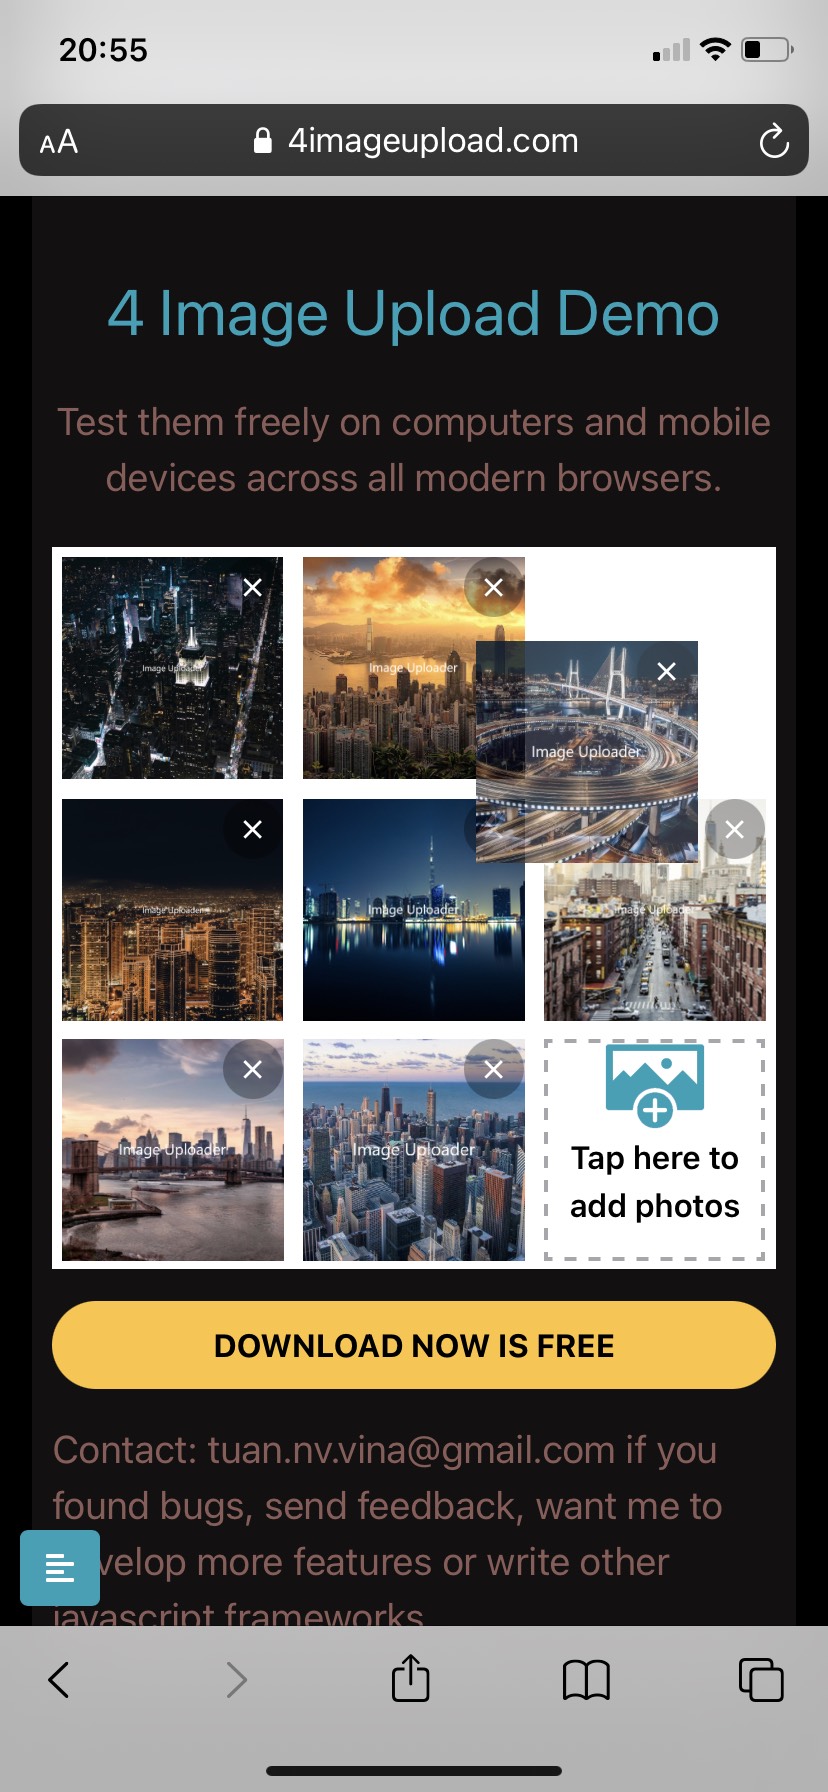 20:55
AA
4imageupload.com
4 Image Upload Demo
Test them freely on computers and mobile
devices across all modern browsers.
Image Uploader
Image Uploader
Image Uploader
Image Uploader
Image Uploader
Image Uploader
Image Uploader
Image Uploader
Tap here to
add photos
DOWNLOAD NOW IS FREE
Contact: tuan.nv.vina@gmail.com if you
found bugs, send feedback, want me to
velop more features or write other
javascript frameworks